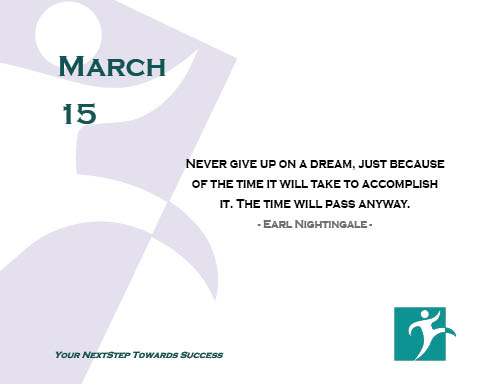 March
15
Never give up on a dream, just because
of the time it will take to accomplish
it. The time will pass anyway.
- Earl Nightingale -
Your NextStep Towards Success